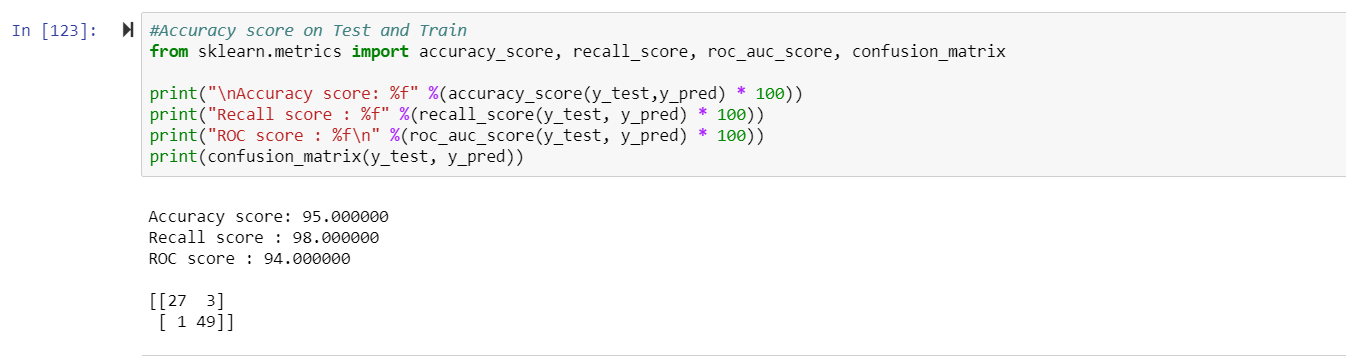 In [123]:
#Accuracy score on Test and Train
from sklearn.metrics import accuracy_score, recall_score, roc_auc_score, confusion_matrix
print("\nAccuracy score: %f" %(accuracy_score(y_test,y_pred) * 100))
print("Recall score : %f" %(recall_score(y_test, y_pred) * 100))
print("ROC score : %f\n" %(roc_auc_score(y_test, y_pred) * 100))
print(confusion_matrix(y_test, y_pred))
Accuracy score: 95.000000
Recall score : 98.000000
ROC score : 94.000000
[[27  3]
 [ 1 49]]